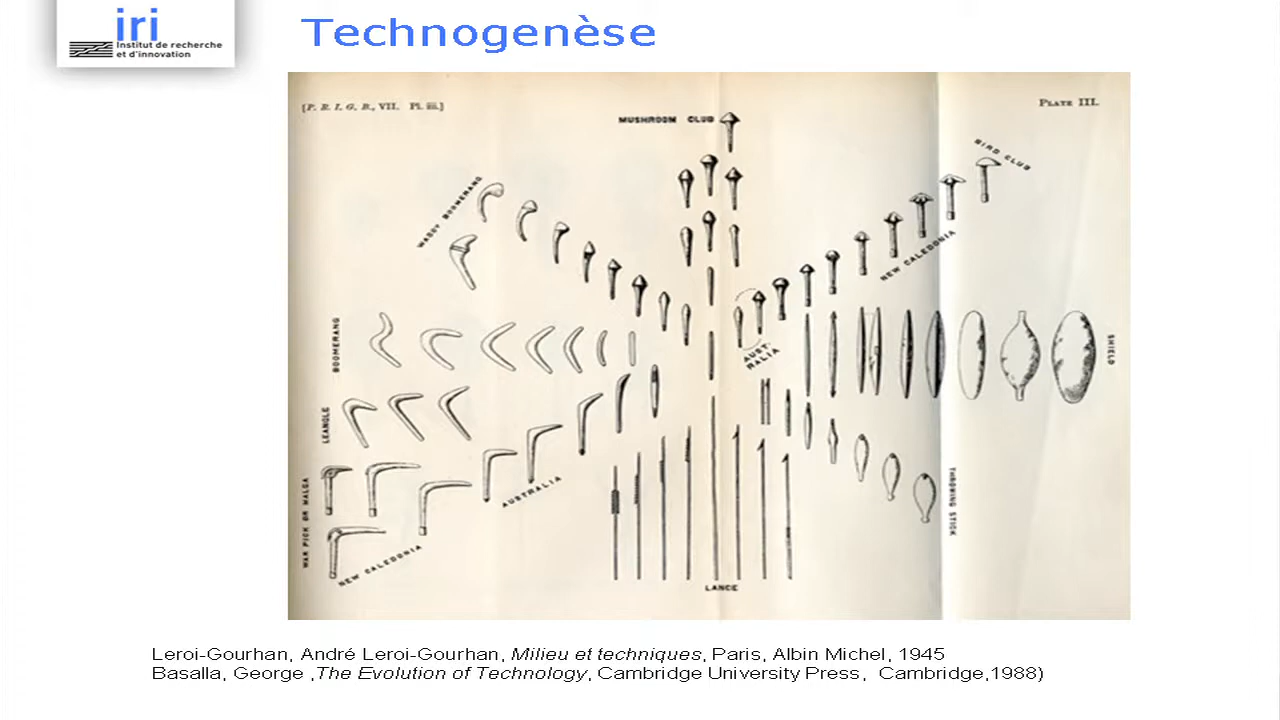 iri
Institut de recherche
et d'innovation
Technogenèse
[P. R. I. G. B., VII. Pl. iii.]
PLATE III.
MUSHROOM CLUB
BIRD CLUB
WADDY BOOMERANG
NEW CALEDONIA
BOOMERANG
AUST-
RALIA
SHIELD
LEANGLE
AUSTRALIA
THROWING STICK
WAR PICK OR MALGA
NEW CALEDONIA
LANCE
Leroi-Gourhan, André Leroi-Gourhan, Milieu et techniques, Paris, Albin Michel, 1945
Basalla, George ,The Evolution of Technology, Cambridge University Press, Cambridge,1988)